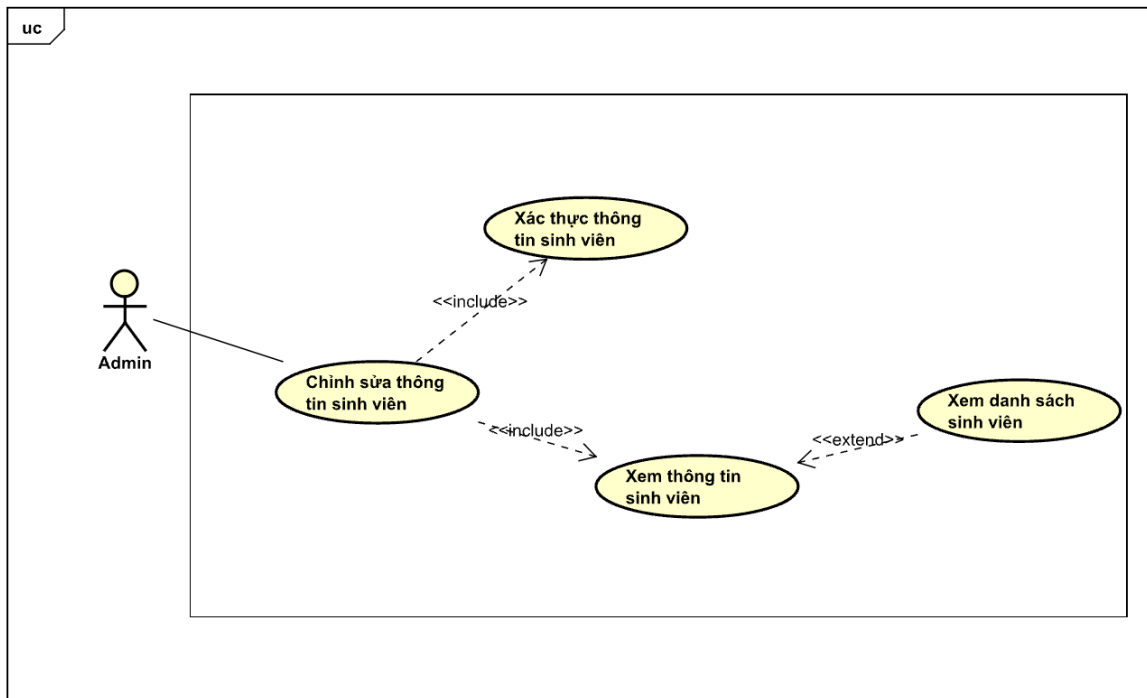 uc
Xác thực thông
tin sinh viên
<<include>>
Admin
Chỉnh sửa thông
tin sinh viên
Xem danh sách
sinh viên
<<include>>
<<extend>>
Xem thông tin
sinh viên